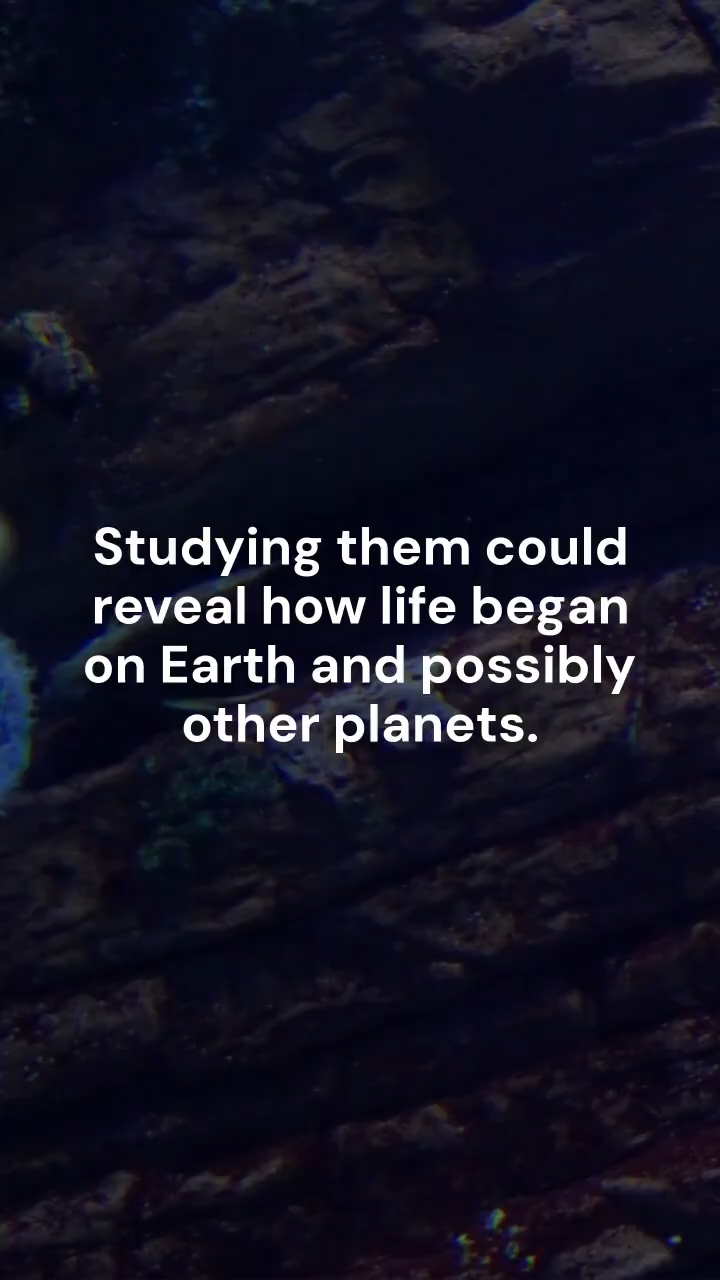 Studying them could
reveal how life began
on Earth and possibly
other planets.